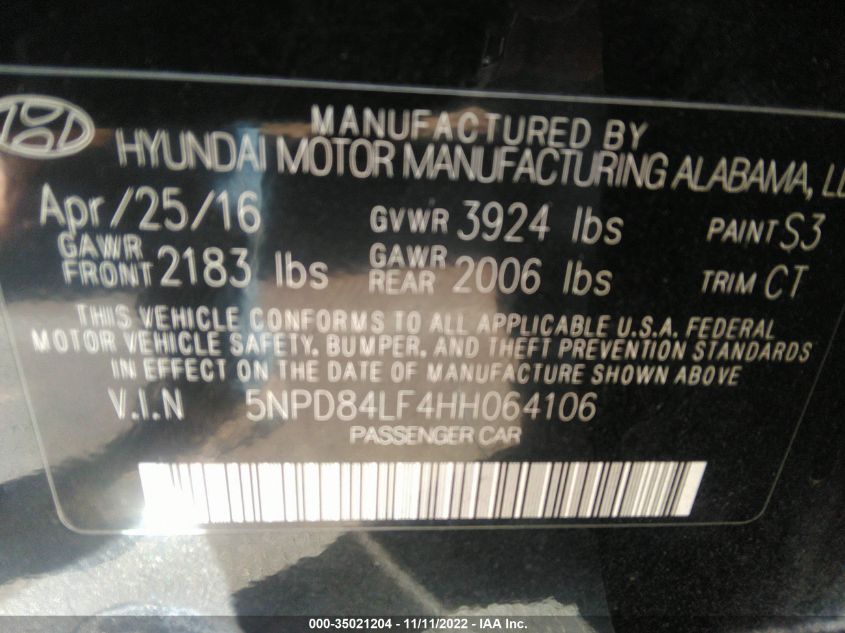 MANUFACTURED BY
HYUNDAI MOTOR MANUFACTURING ALABAMA,
Apr/25/16 GVWR 3924 lbs PAINT S3
GAWR FRONT 2183 lbs GAWR REAR 2006 lbs TRIM CT
THIS VEHICLE CONFORMS TO ALL APPLICABLE U.S.A. FEDERAL
MOTOR VEHICLE SAFETY, BUMPER, AND THEFT PREVENTION STANDARDS
IN EFFECT ON THE DATE OF MANUFACTURE SHOWN ABOVE
V.I.N 5NPD84LF4HH064106
PASSENGER CAR
000-35021204 - 11/11/2022 - IAA Inc.